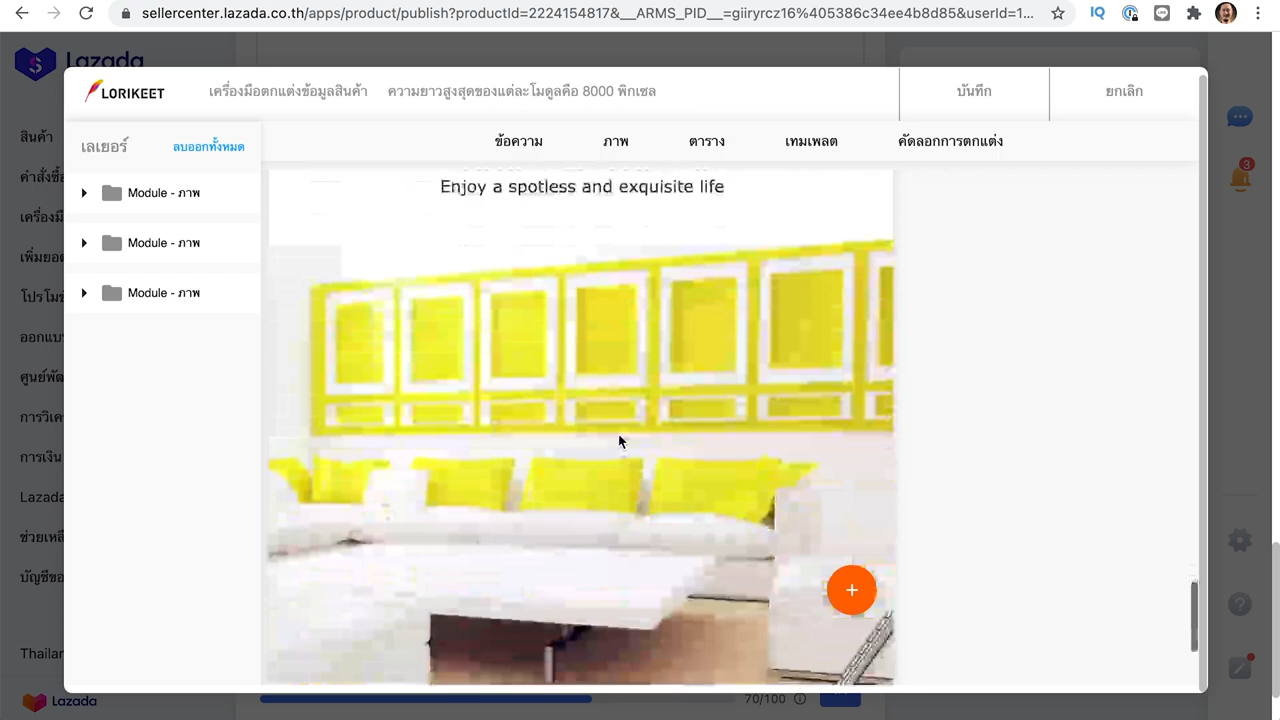 sellercenter.lazada.co.th/apps/product/publish?productId=2224154817&__ARMS_PID__=giiryrcz16%405386c34ee4b8d85&userId=1...
IQ
Lazada
LORIKEET
เครื่องมือตกแต่งข้อมูลสินค้า
ความยาวสูงสุดของแต่ละโมดูลคือ 8000 พิกเซล
บันทึก
ยกเลิก
เลเยอร์
ลบออกทั้งหมด
ข้อความ
ภาพ
ตาราง
เทมเพลต
คัดลอกการตกแต่ง
Module - ภาพ
Module - ภาพ
Module - ภาพ
Enjoy a spotless and exquisite life
สินค้า
การเงิน
Lazada
3
70/100
Lazada